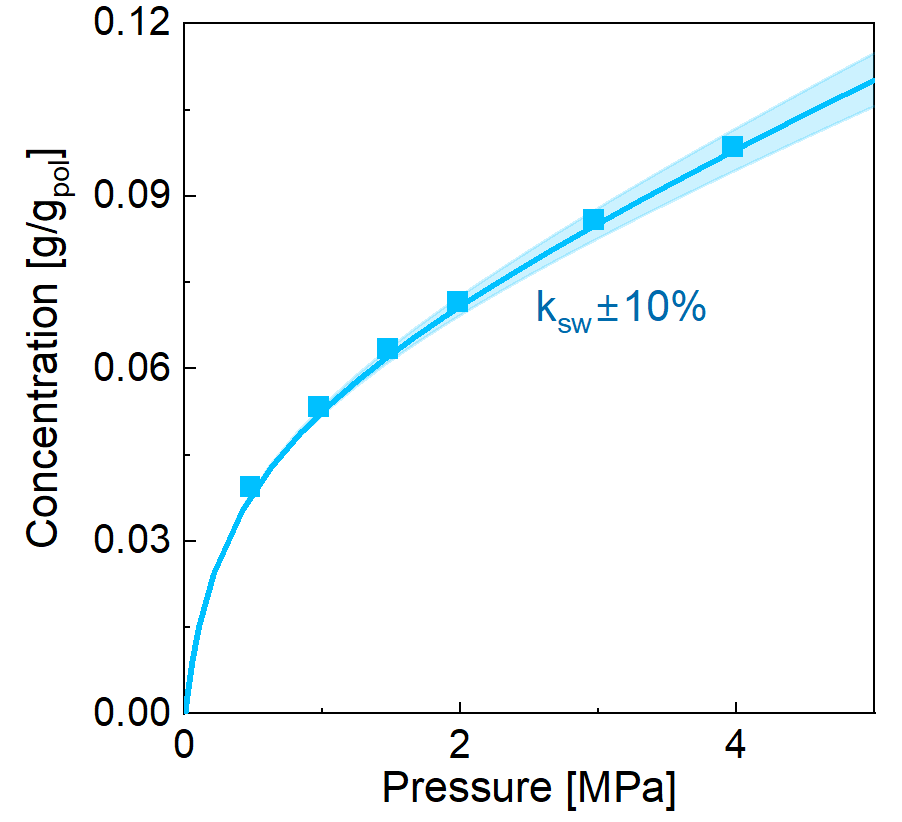 0.12
0.09
0.06
0.03
0.00
0
2
4
Concentration [g/gpol]
Pressure [MPa]
ksw±10%